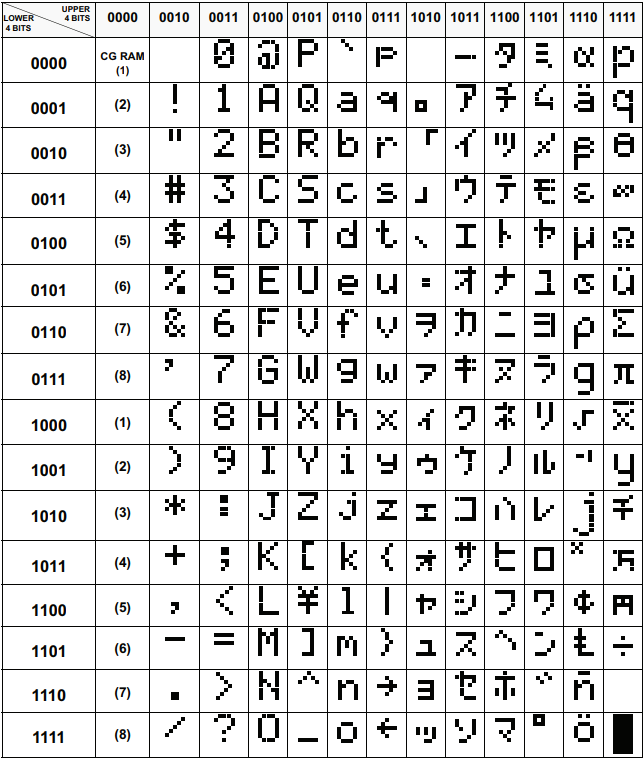 UPPER
LOWER 4 BITS
4 BITS
0000 0010 0011 0100 0101 0110 0111 1010 1011 1100 1101 1110 1111
0000 CG RAM (1) 0 @ P ` p ー タ ミ α p
0001 (2) ! 1 A Q a q 。 ア チ ム ä q
0010 (3) " 2 B R b r 「 イ ツ メ β θ
0011 (4) # 3 C S c s 」 ウ テ モ ε ∞
0100 (5) $ 4 D T d t 、 エ ト ヤ μ Ω
0101 (6) % 5 E U e u ・ オ ナ ユ σ ü
0110 (7) & 6 F V f v ヲ カ ニ ヨ ρ Σ
0111 (8) ' 7 G W g w ァ キ ヌ ラ g π
1000 (1) ( 8 H X h x ィ ク ネ リ √ x̄
1001 (2) ) 9 I Y i y ゥ ケ ノ ル ⁻¹ y
1010 (3) * : J Z j z ェ コ ハ レ j 千
1011 (4) + ; K [ k { ォ サ ヒ ロ ˣ 万
1100 (5) , < L ¥ l | ャ シ フ ワ ¢ 円
1101 (6) - = M ] m } ュ ス ヘ ン £ ÷
1110 (7) . > N ^ n → ョ セ ホ ゛ ñ
1111 (8) / ? O _ o ← ッ ソ マ ゜ ö █